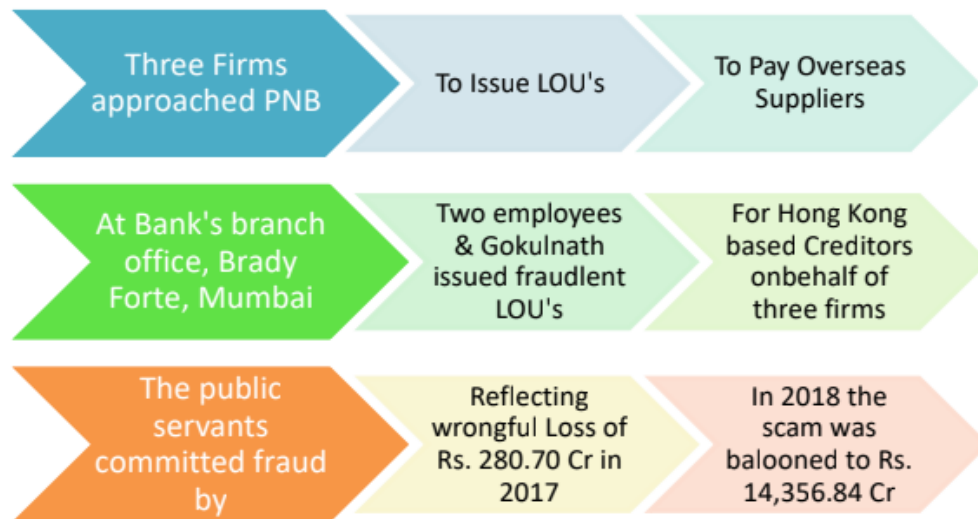 Three Firms
approached PNB
To Issue LOU's
To Pay Overseas
Suppliers
At Bank's branch
office, Brady
Forte, Mumbai
Two employees
& Gokulnath
issued fraudlent
LOU's
For Hong Kong
based Creditors
onbehalf of
three firms
The public
servants
committed fraud
by
Reflecting
wrongful Loss of
Rs. 280.70 Cr in
2017
In 2018 the
scam was
balooned to Rs.
14,356.84 Cr